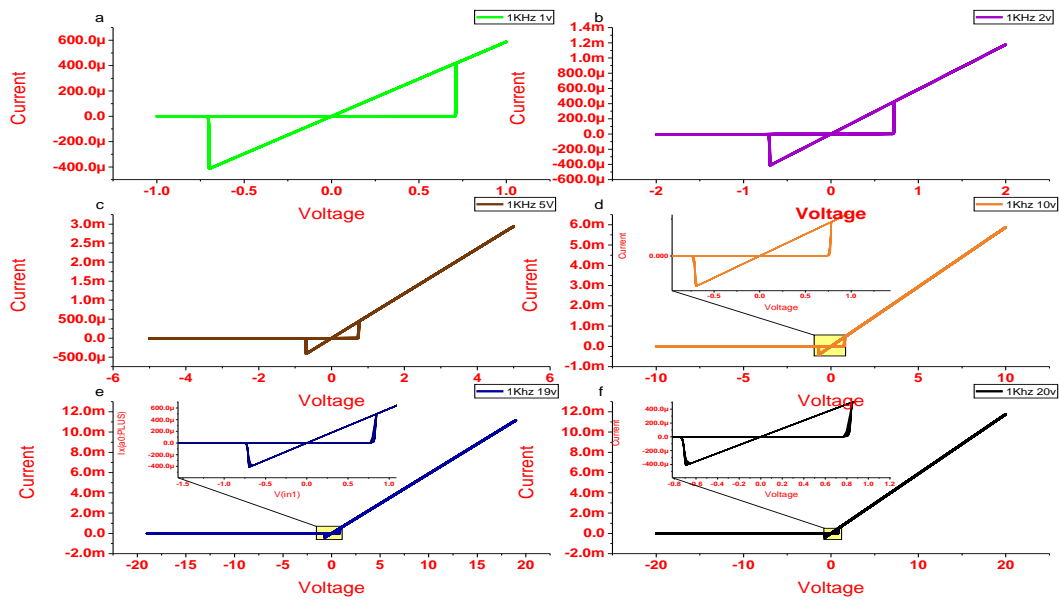 a
1KHz 1v
600.0µ
400.0µ
200.0µ
0.0
-200.0µ
-400.0µ
Current
-1.0 -0.5 0.0 0.5 1.0
Voltage
b
1KHz 2v
1.4m
1.2m
1.0m
800.0µ
600.0µ
400.0µ
200.0µ
0.0
-200.0µ
-400.0µ
-600.0µ
Current
-2 -1 0 1 2
Voltage
c
1KHz 5V
3.0m
2.5m
2.0m
1.5m
1.0m
500.0µ
0.0
-500.0µ
Current
-6 -4 -2 0 2 4 6
Voltage
d
1KHz 10v
6.0m
5.0m
4.0m
3.0m
2.0m
1.0m
0.0
-1.0m
Current
-10 -5 0 5 10
Voltage
Current
0.000
-0.5 0.0 0.5 1.0
Voltage
e
1Khz 19v
12.0m
10.0m
8.0m
6.0m
4.0m
2.0m
0.0
-2.0m
Current
-20 -15 -10 -5 0 5 10 15 20
Voltage
Ix(a0:PLUS)
600.0µ
400.0µ
200.0µ
0.0
-200.0µ
-400.0µ
-1.5 -1.0 -0.5 0.0 0.5 1.0
V(in1)
f
1Khz 20v
12.0m
10.0m
8.0m
6.0m
4.0m
2.0m
0.0
-2.0m
Current
-20 -15 -10 -5 0 5 10 15 20
Voltage
Current
400.0µ
200.0µ
0.0
-200.0µ
-400.0µ
-0.8 -0.6 -0.4 -0.2 0.0 0.2 0.4 0.6 0.8 1.0 1.2
Voltage